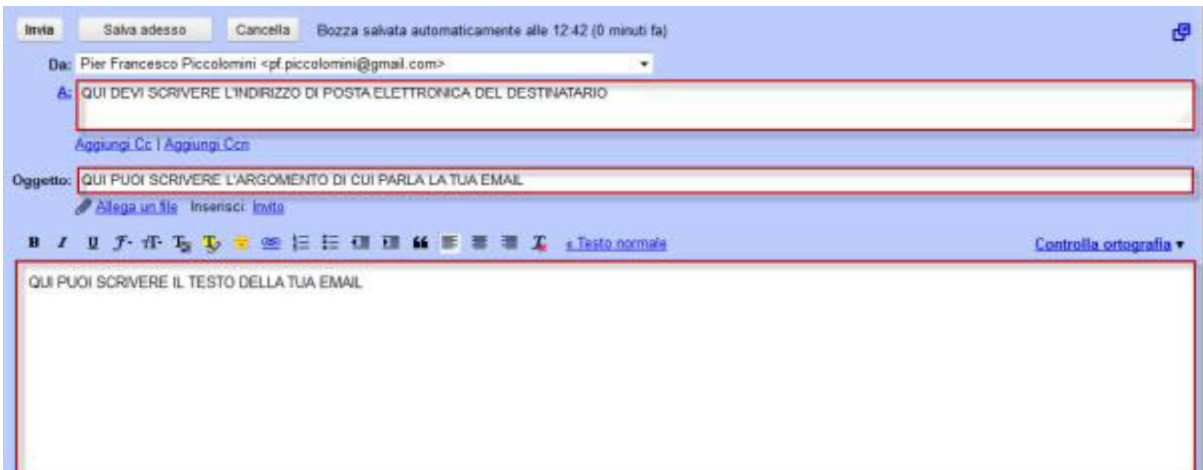 Invia Salva adesso Cancella Bozza salvata automaticamente alle 12:42 (0 minuti fa)
Da: Pier Francesco Piccolomini <pf.piccolomini@gmail.com>
A: QUI DEVI SCRIVERE L'INDIRIZZO DI POSTA ELETTRONICA DEL DESTINATARIO
Aggiungi Cc | Aggiungi Ccn
Oggetto: QUI PUOI SCRIVERE L'ARGOMENTO DI CUI PARLA LA TUA EMAIL
Allega un file Inserisci: Invito
B I U « Testo normale Controlla ortografia
QUI PUOI SCRIVERE IL TESTO DELLA TUA EMAIL